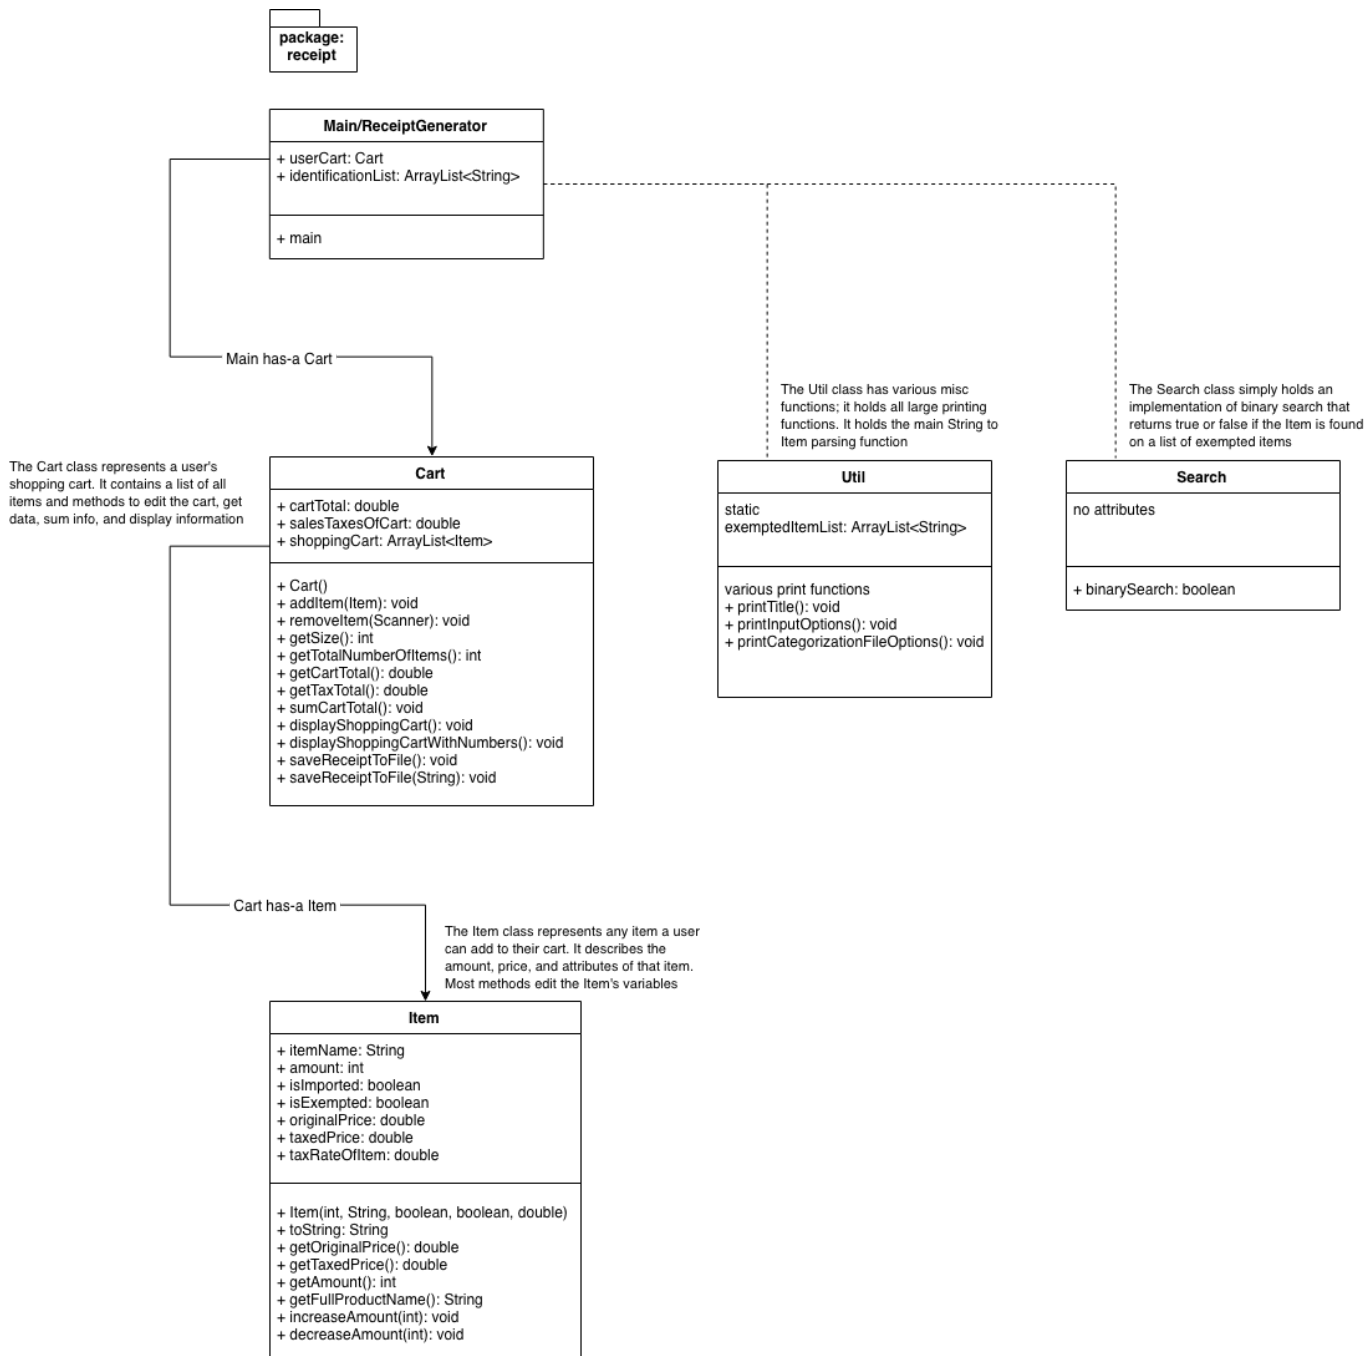 package:
receipt
Main/ReceiptGenerator
+ userCart: Cart
+ identificationList: ArrayList<String>
+ main
Main has-a Cart
The Util class has various misc
functions; it holds all large printing
functions. It holds the main String to
Item parsing function
The Search class simply holds an
implementation of binary search that
returns true or false if the Item is found
on a list of exempted items
The Cart class represents a user's
shopping cart. It contains a list of all
items and methods to edit the cart, get
data, sum info, and display information
Cart
+ cartTotal: double
+ salesTaxesOfCart: double
+ shoppingCart: ArrayList<Item>
+ Cart()
+ addItem(Item): void
+ removeItem(Scanner): void
+ getSize(): int
+ getTotalNumberOfItems(): int
+ getCartTotal(): double
+ getTaxTotal(): double
+ sumCartTotal(): void
+ displayShoppingCart(): void
+ displayShoppingCartWithNumbers(): void
+ saveReceiptToFile(): void
+ saveReceiptToFile(String): void
Util
static
exemptedItemList: ArrayList<String>
various print functions
+ printTitle(): void
+ printInputOptions(): void
+ printCategorizationFileOptions(): void
Search
no attributes
+ binarySearch: boolean
Cart has-a Item
The Item class represents any item a user
can add to their cart. It describes the
amount, price, and attributes of that item.
Most methods edit the Item's variables
Item
+ itemName: String
+ amount: int
+ isImported: boolean
+ isExempted: boolean
+ originalPrice: double
+ taxedPrice: double
+ taxRateOfItem: double
+ Item(int, String, boolean, boolean, double)
+ toString: String
+ getOriginalPrice(): double
+ getTaxedPrice(): double
+ getAmount(): int
+ getFullProductName(): String
+ increaseAmount(int): void
+ decreaseAmount(int): void